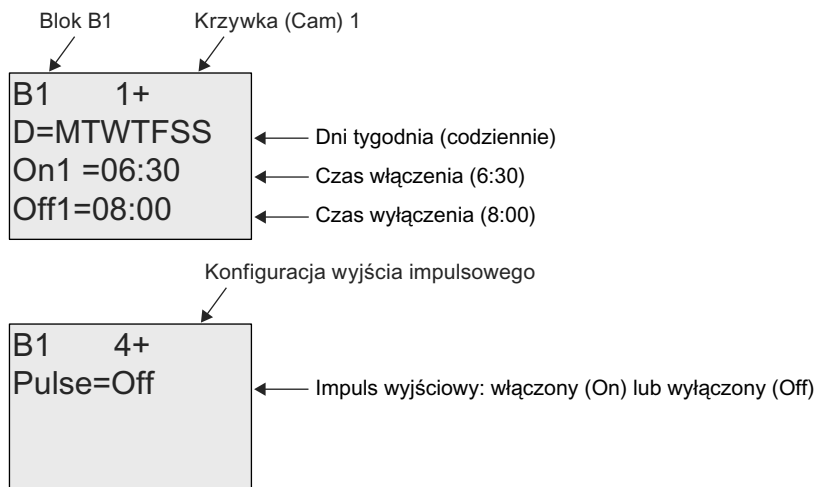 Blok B1
Krzywka (Cam) 1
B1 1+
D=MTWTFSS
Dni tygodnia (codziennie)
On1 =06:30
Czas włączenia (6:30)
Off1=08:00
Czas wyłączenia (8:00)
Konfiguracja wyjścia impulsowego
B1 4+
Pulse=Off
Impuls wyjściowy: włączony (On) lub wyłączony (Off)